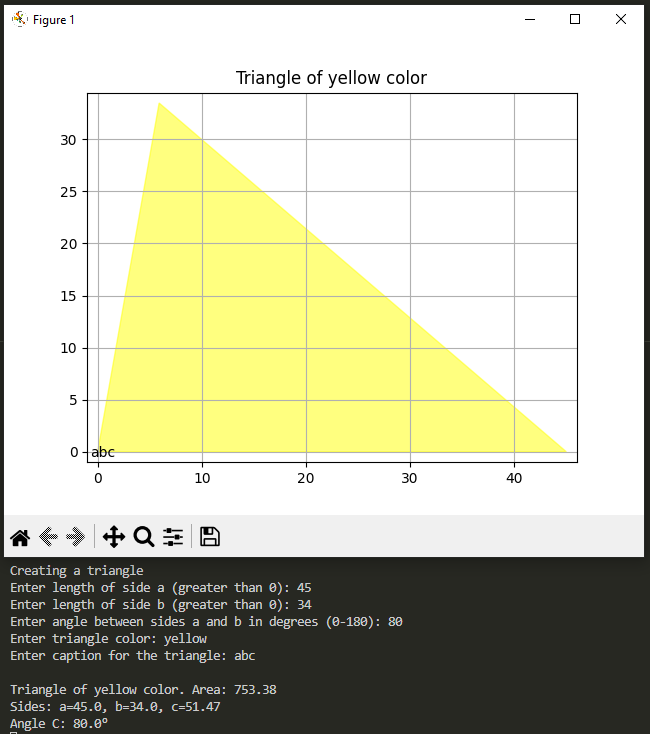 Figure 1
Triangle of yellow color
30
25
20
15
10
5
0
abc
0 10 20 30 40
Creating a triangle
Enter length of side a (greater than 0): 45
Enter length of side b (greater than 0): 34
Enter angle between sides a and b in degrees (0-180): 80
Enter triangle color: yellow
Enter caption for the triangle: abc
Triangle of yellow color. Area: 753.38
Sides: a=45.0, b=34.0, c=51.47
Angle C: 80.0º